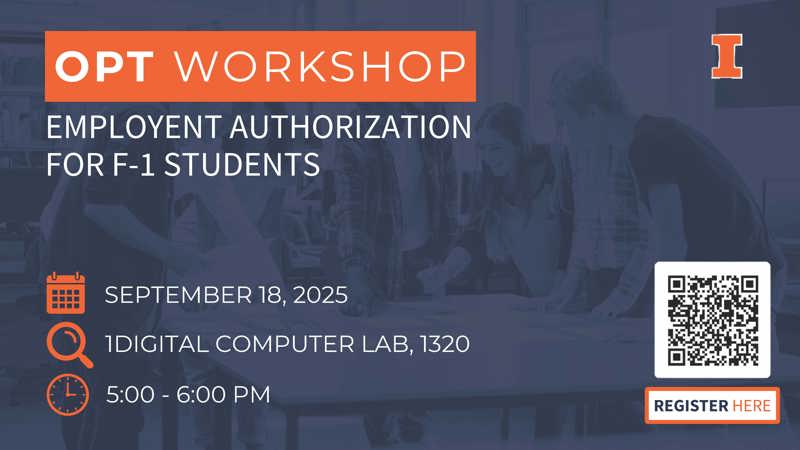 OPT WORKSHOP
EMPLOYENT AUTHORIZATION
FOR F-1 STUDENTS
SEPTEMBER 18, 2025
1DIGITAL COMPUTER LAB, 1320
5:00 - 6:00 PM
REGISTER HERE
I